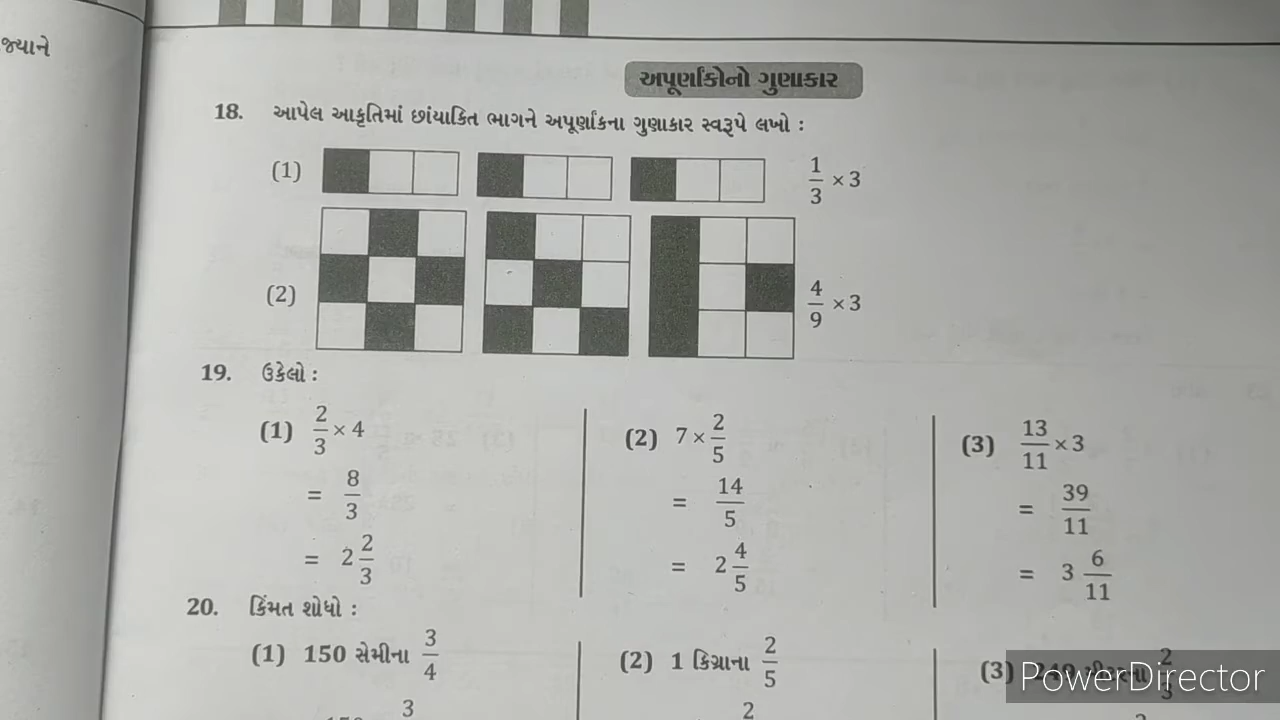 જ્યાને
અપૂર્ણાંકોનો ગુણાકાર
18. આપેલ આકૃતિમાં છાંયાકિત ભાગને અપૂર્ણાંકના ગુણાકાર સ્વરૂપે લખો :
(1) 1/3 × 3
(2) 4/9 × 3
19. ઉકેલો :
(1) 2/3 × 4
= 8/3
= 2 2/3
(2) 7 × 2/5
= 14/5
= 2 4/5
(3) 13/11 × 3
= 39/11
= 3 6/11
20. કિંમત શોધો :
(1) 150 સેમીના 3/4
(2) 1 કિગ્રાના 2/5
(3)
3
2
PowerDirector